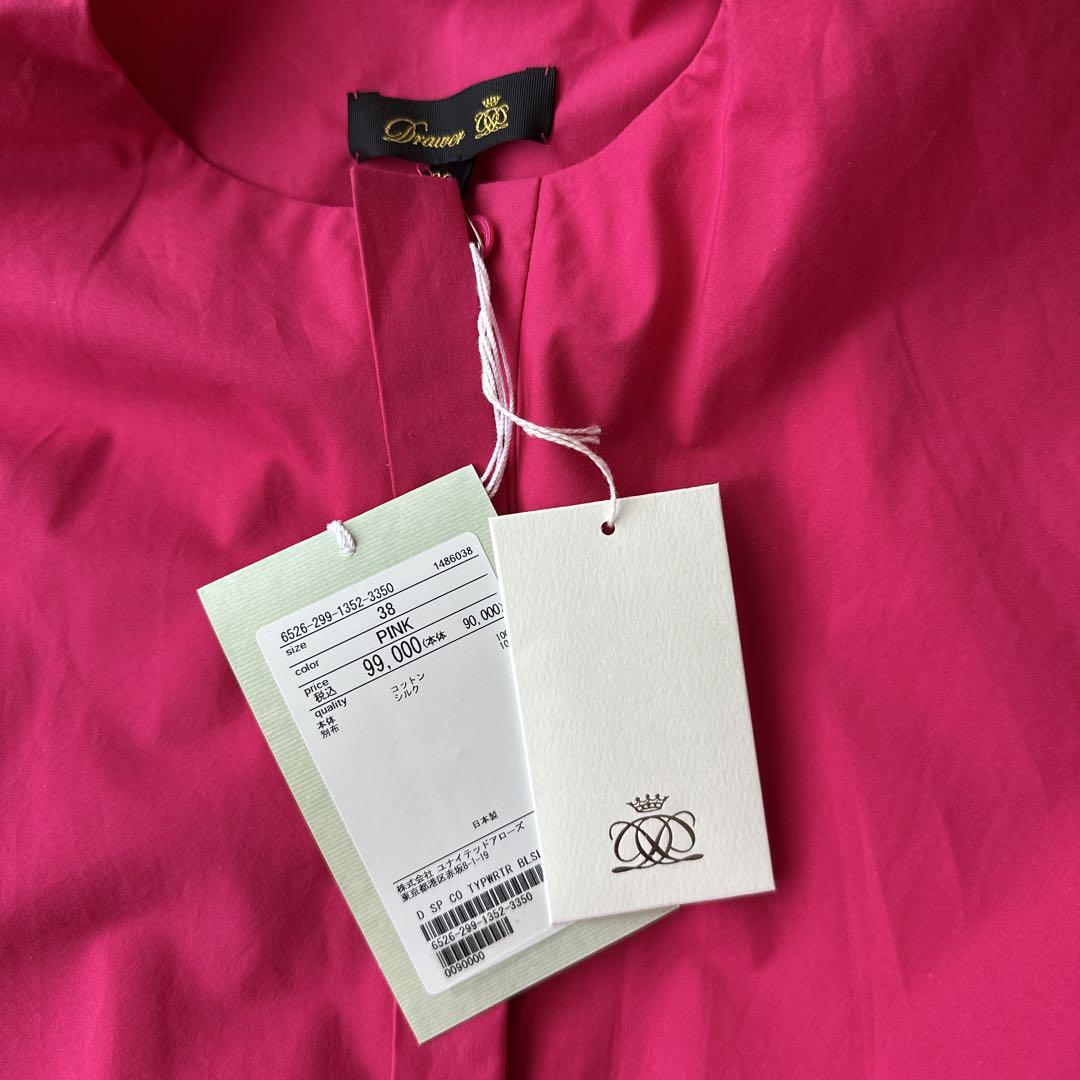 Drawer
1486038
6526-299-1352-3350
size 38
color PINK
price 99,000(本体 90,000)
税込
quality
本体 コットン 100
別布 シルク 10
日本製
株式会社 ユナイテッドアローズ
東京都港区赤坂8-1-19
D SP CO TYPWRTR BLS
6526-299-1352-3350
0090000